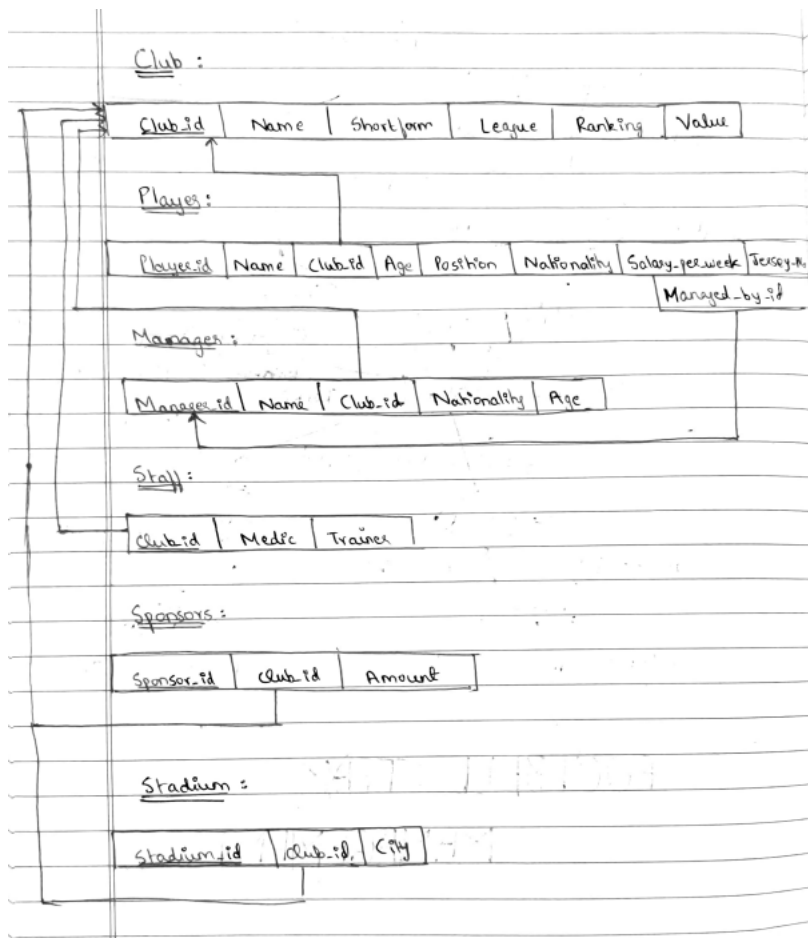 Club :
Club_id Name Shortform League Ranking Value
Player :
Player_id Name Club_id Age Position Nationality Salary_per_week
Managed_by_id
Manager :
Manager_id Name Club_id Nationality Age
Staff :
Club_id Medic Trainer
Sponsors :
Sponsor_id Club_id Amount
Stadium :
Stadium_id Club_id City